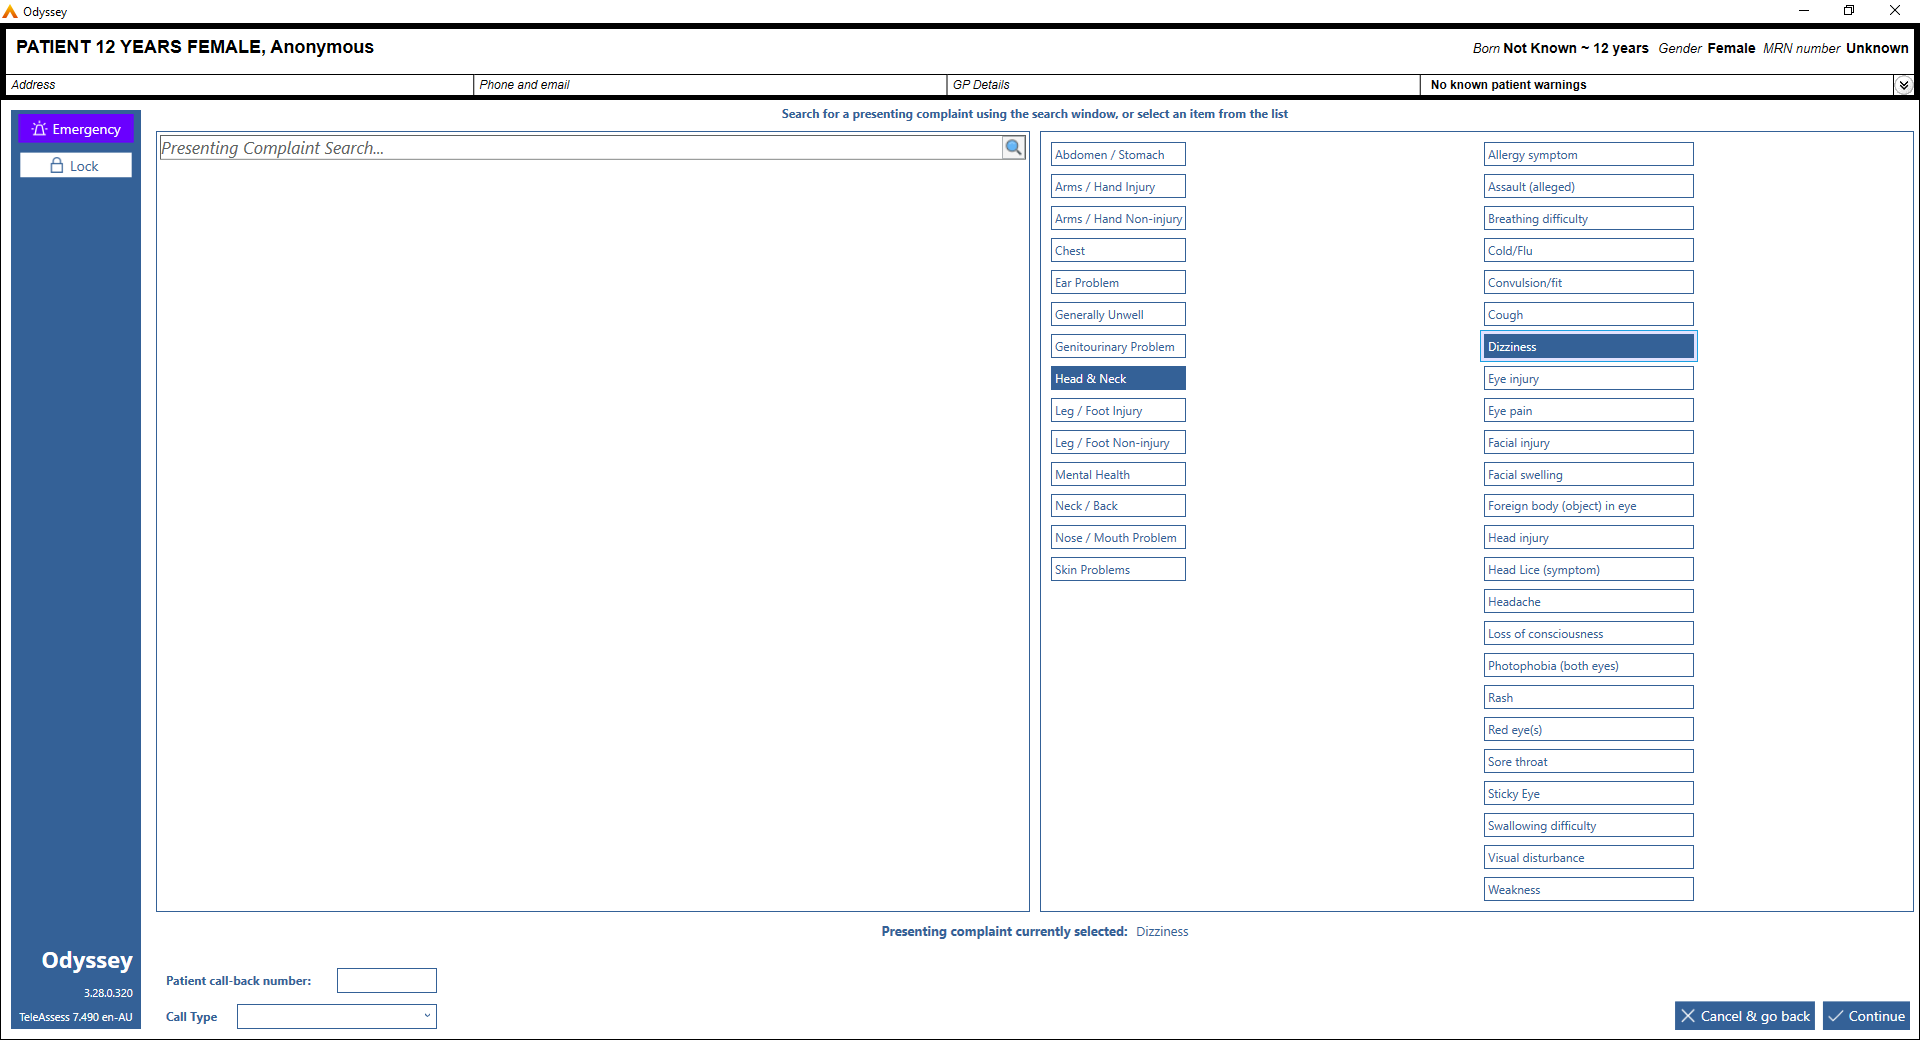 Odyssey
PATIENT 12 YEARS FEMALE, Anonymous
Born Not Known ~ 12 years Gender Female MRN number Unknown
Address
Phone and email
GP Details
No known patient warnings
Emergency
Lock
Search for a presenting complaint using the search window, or select an item from the list
Presenting Complaint Search...
Abdomen / Stomach
Arms / Hand Injury
Arms / Hand Non-injury
Chest
Ear Problem
Generally Unwell
Genitourinary Problem
Head & Neck
Leg / Foot Injury
Leg / Foot Non-injury
Mental Health
Neck / Back
Nose / Mouth Problem
Skin Problems
Allergy symptom
Assault (alleged)
Breathing difficulty
Cold/Flu
Convulsion/fit
Cough
Dizziness
Eye injury
Eye pain
Facial injury
Facial swelling
Foreign body (object) in eye
Head injury
Head Lice (symptom)
Headache
Loss of consciousness
Photophobia (both eyes)
Rash
Red eye(s)
Sore throat
Sticky Eye
Swallowing difficulty
Visual disturbance
Weakness
Presenting complaint currently selected: Dizziness
Odyssey
3.28.0.320
TeleAssess 7.490 en-AU
Patient call-back number:
Call Type
Cancel & go back
Continue